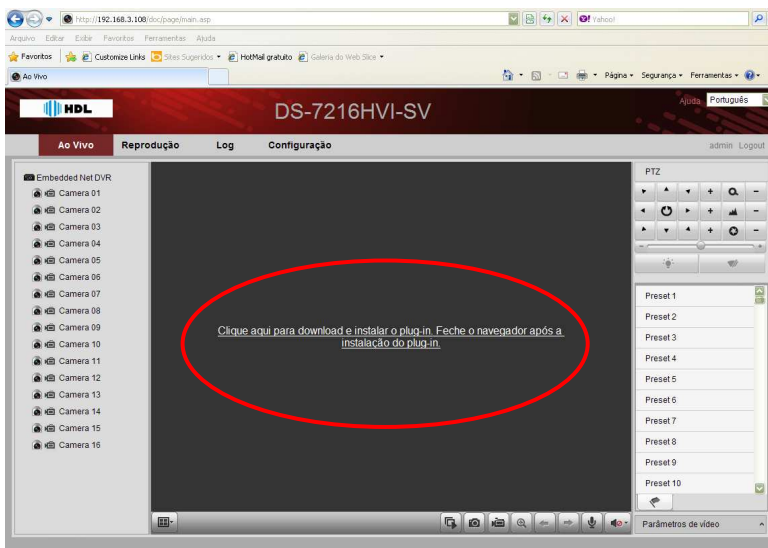 http://192.168.3.108/doc/page/main.asp
Yahoo!
Arquivo Editar Exibir Favoritos Ferramentas Ajuda
Favoritos Customize Links Sites Sugeridos HotMail gratuito Galeria do Web Slice
Ao Vivo
Página Segurança Ferramentas
HDL
DS-7216HVI-SV
Ajuda Português
Ao Vivo Reprodução Log Configuração
admin Logout
Embedded Net DVR
Camera 01
Camera 02
Camera 03
Camera 04
Camera 05
Camera 06
Camera 07
Camera 08
Camera 09
Camera 10
Camera 11
Camera 12
Camera 13
Camera 14
Camera 15
Camera 16
Clique aqui para download e instalar o plug-in. Feche o navegador após a
instalação do plug-in.
PTZ
Preset 1
Preset 2
Preset 3
Preset 4
Preset 5
Preset 6
Preset 7
Preset 8
Preset 9
Preset 10
Parâmetros de vídeo